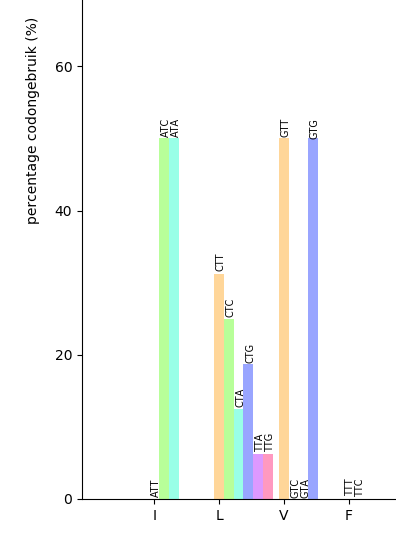 percentage codongebruik (%)
60
40
20
0
ATT
ATC
ATA
CTT
CTC
CTA
CTG
TTA
TTG
GTT
GTC
GTA
GTG
TTT
TTC
I L V F